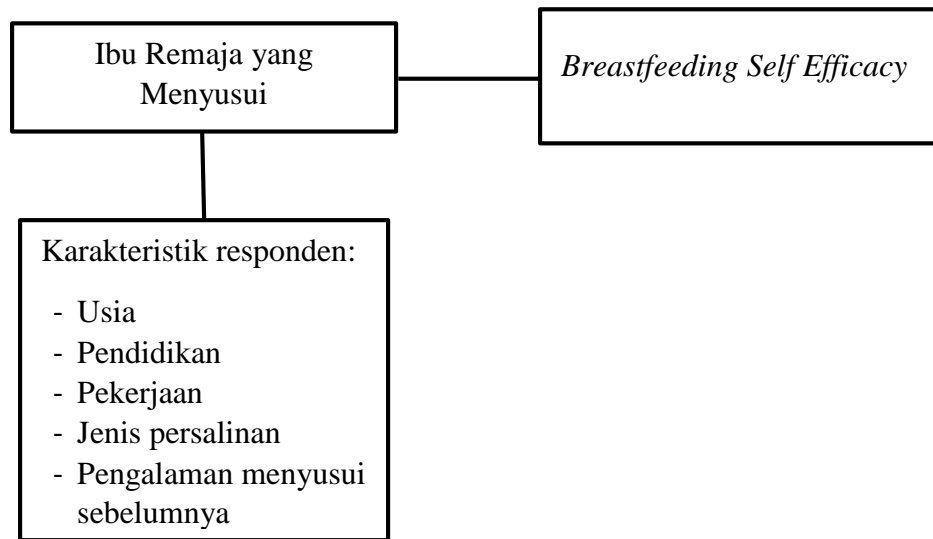 Ibu Remaja yang
Menyusui
Breastfeeding Self Efficacy
Karakteristik responden:
- Usia
- Pendidikan
- Pekerjaan
- Jenis persalinan
- Pengalaman menyusui
sebelumnya